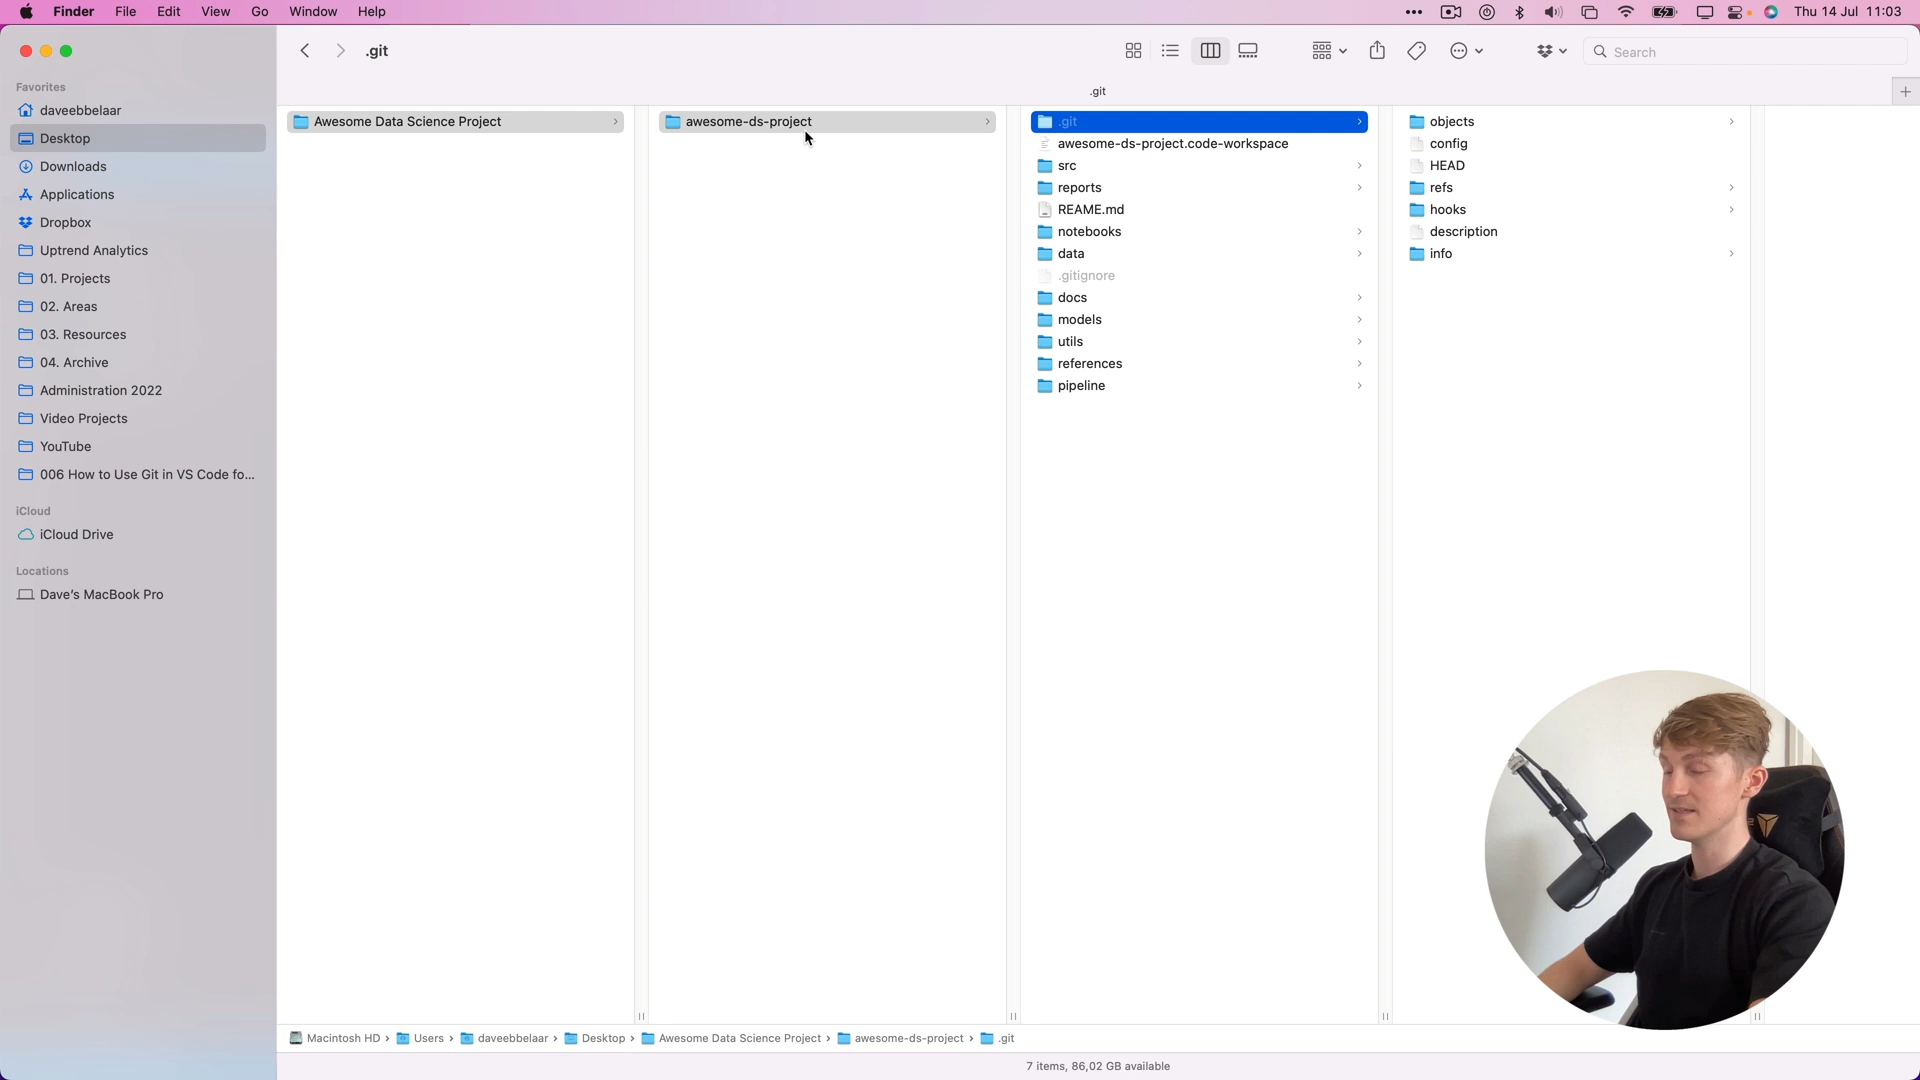 Finder File Edit View Go Window Help
Thu 14 Jul 11:03
.git
Search
.git
Favorites
daveebbelaar
Desktop
Downloads
Applications
Dropbox
Uptrend Analytics
01. Projects
02. Areas
03. Resources
04. Archive
Administration 2022
Video Projects
YouTube
006 How to Use Git in VS Code fo...
iCloud
iCloud Drive
Locations
Dave's MacBook Pro
Awesome Data Science Project
awesome-ds-project
.git
awesome-ds-project.code-workspace
src
reports
REAME.md
notebooks
data
.gitignore
docs
models
utils
references
pipeline
objects
config
HEAD
refs
hooks
description
info
Macintosh HD › Users › daveebbelaar › Desktop › Awesome Data Science Project › awesome-ds-project › .git
7 items, 86,02 GB available